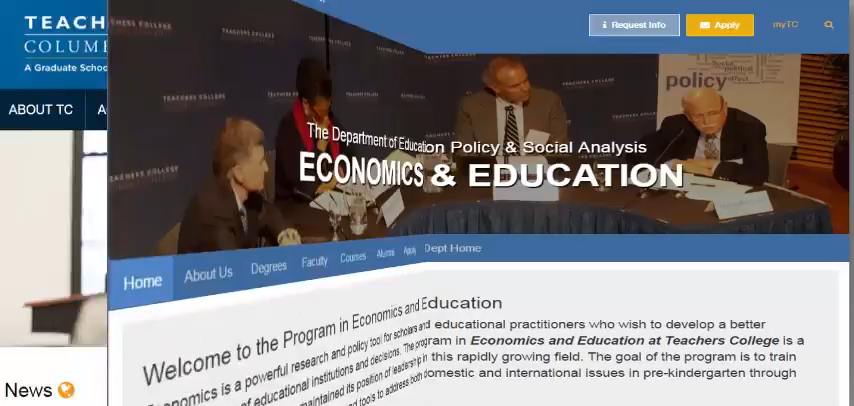 TEACH
COLUM
A Graduate Schoo
ABOUT TC
A
Request Info
Apply
myTC
TEACHERS COLLEGE
policy
The Department of Education Policy & Social Analysis
ECONOMICS & EDUCATION
Home
About Us
Degrees
Faculty
Courses
Alumni
Apply
Dept Home
Welcome to the Program in Economics and Education
Economics is a powerful research and policy tool for scholars and educational practitioners who wish to develop a better
of educational institutions and decisions. The program in Economics and Education at Teachers College is a
maintained its position of leadership in this rapidly growing field. The goal of the program is to train
and tools to address both domestic and international issues in pre-kindergarten through
News